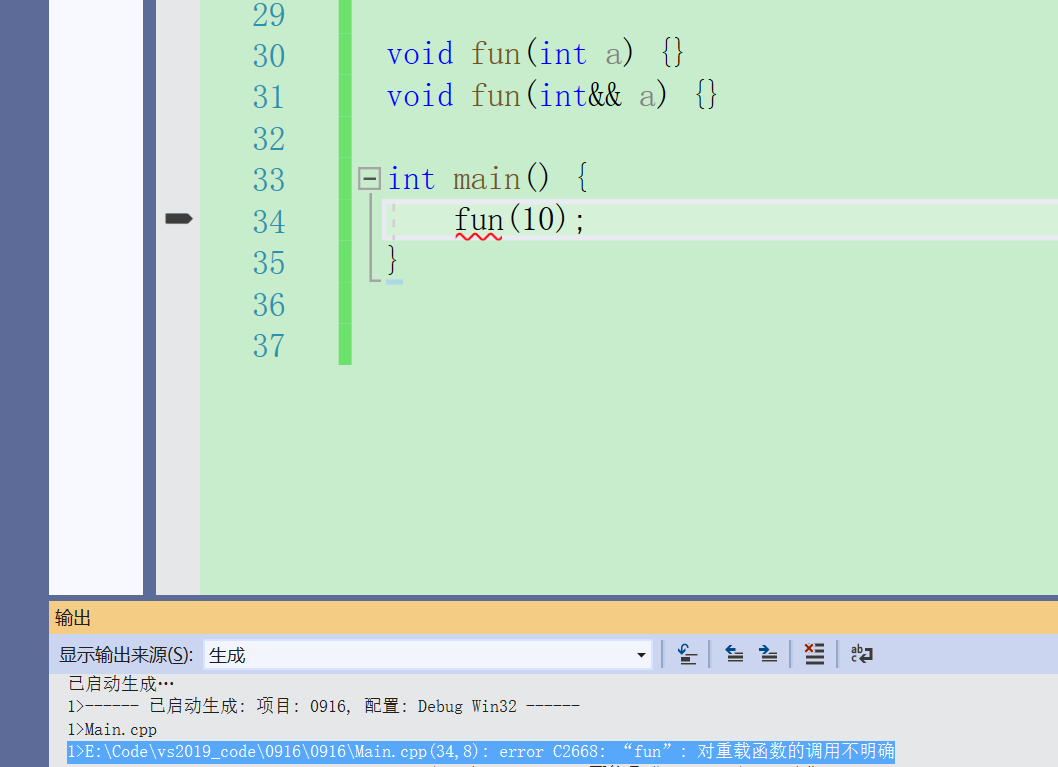 29
30 void fun(int a) {}
31 void fun(int&& a) {}
32
33 int main() {
34 fun(10);
35 }
36
37
输出
显示输出来源(S): 生成
已启动生成…
1>------ 已启动生成: 项目: 0916, 配置: Debug Win32 ------
1>Main.cpp
1>E:\Code\vs2019_code\0916\0916\Main.cpp(34,8): error C2668: “fun”: 对重载函数的调用不明确